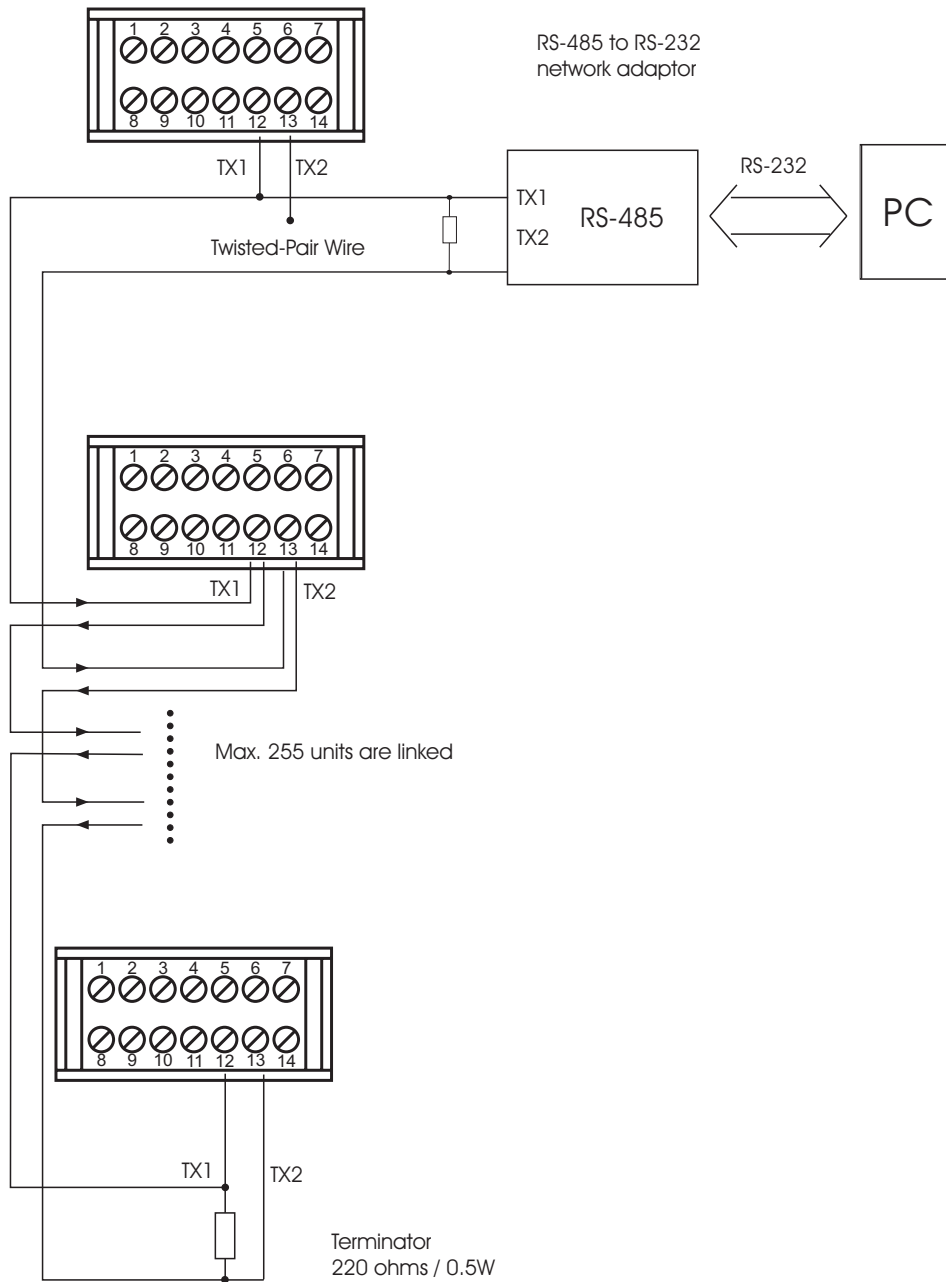 1 2 3 4 5 6 7
RS-485 to RS-232
network adaptor
8 9 10 11 12 13 14
TX1 TX2
RS-232
TX1
RS-485
PC
TX2
Twisted-Pair Wire
1 2 3 4 5 6 7
8 9 10 11 12 13 14
TX1 TX2
Max. 255 units are linked
1 2 3 4 5 6 7
8 9 10 11 12 13 14
TX1 TX2
Terminator
220 ohms / 0.5W